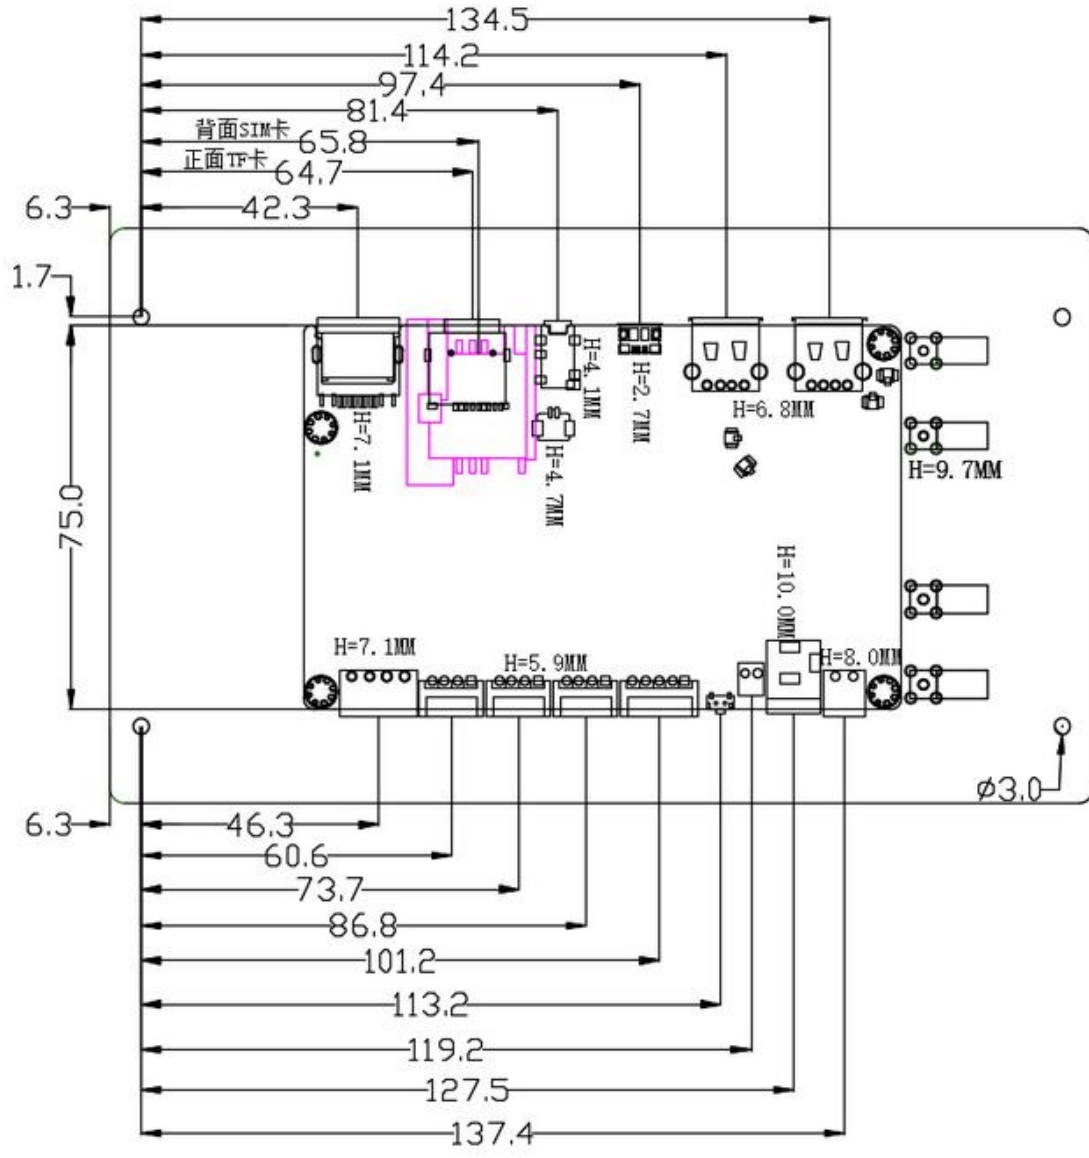 134.5
114.2
97.4
81.4
背面SIM卡
65.8
正面TF卡
64.7
6.3
42.3
1.7
75.0
H=7.1MM
H=4.1MM
H=4.7MM
H=2.7MM
H=6.8MM
H=9.7MM
H=10.0MM
H=7.1MM
H=5.9MM
H=8.0MM
Ø3.0
6.3
46.3
60.6
73.7
86.8
101.2
113.2
119.2
127.5
137.4